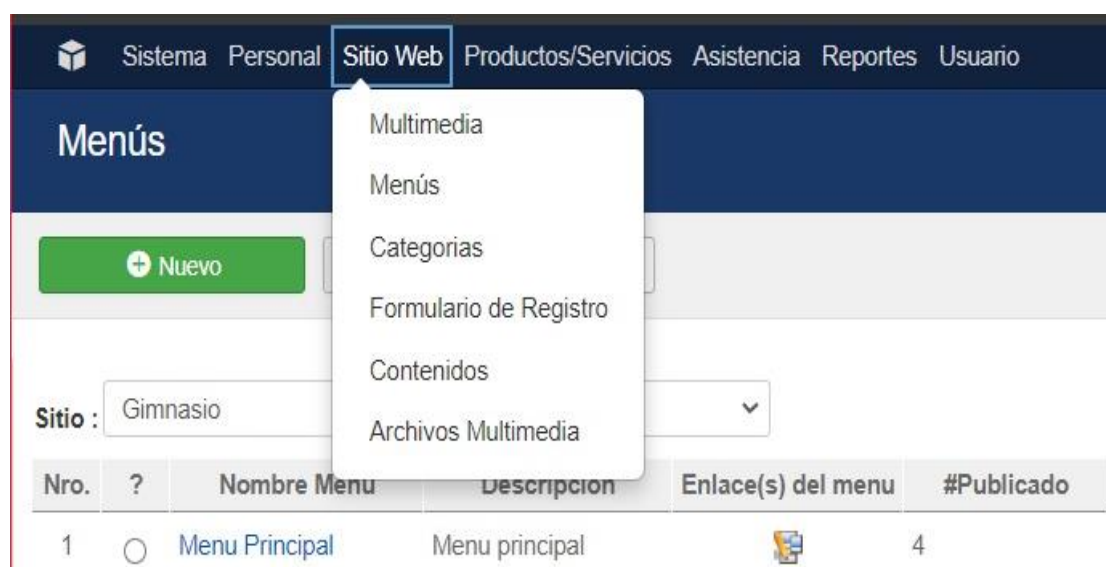 Sistema Personal Sitio Web Productos/Servicios Asistencia Reportes Usuario
Menús
Multimedia
Menús
Categorias
Formulario de Registro
Contenidos
Archivos Multimedia
Nuevo
Sitio : Gimnasio
Nro. ? Nombre Menu Descripcion Enlace(s) del menu #Publicado
1 Menu Principal Menu principal 4